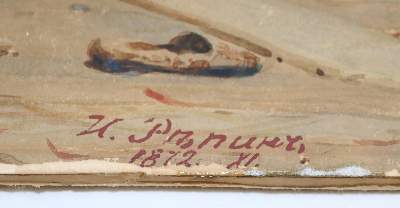 И. Рѣпинъ
1872. XI.